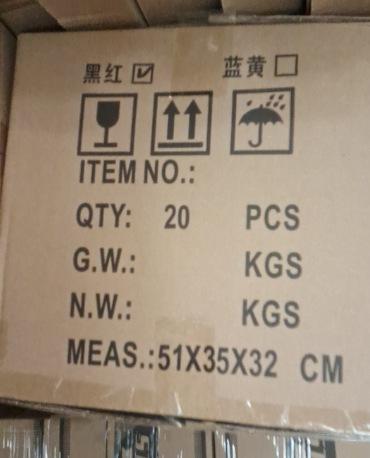 黑红☑ 蓝黄☐
ITEM NO.:
QTY: 20 PCS
G.W.: KGS
N.W.: KGS
MEAS.:51X35X32 CM